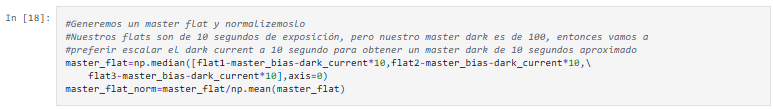 In [18]:
#Generemos un master flat y normalizemoslo
#Nuestros flats son de 10 segundos de exposición, pero nuestro master dark es de 100, entonces vamos a
#preferir escalar el dark current a 10 segundo para obtener un master dark de 10 segundos aproximado
master_flat=np.median([flat1-master_bias-dark_current*10,flat2-master_bias-dark_current*10,\
    flat3-master_bias-dark_current*10],axis=0)
master_flat_norm=master_flat/np.mean(master_flat)